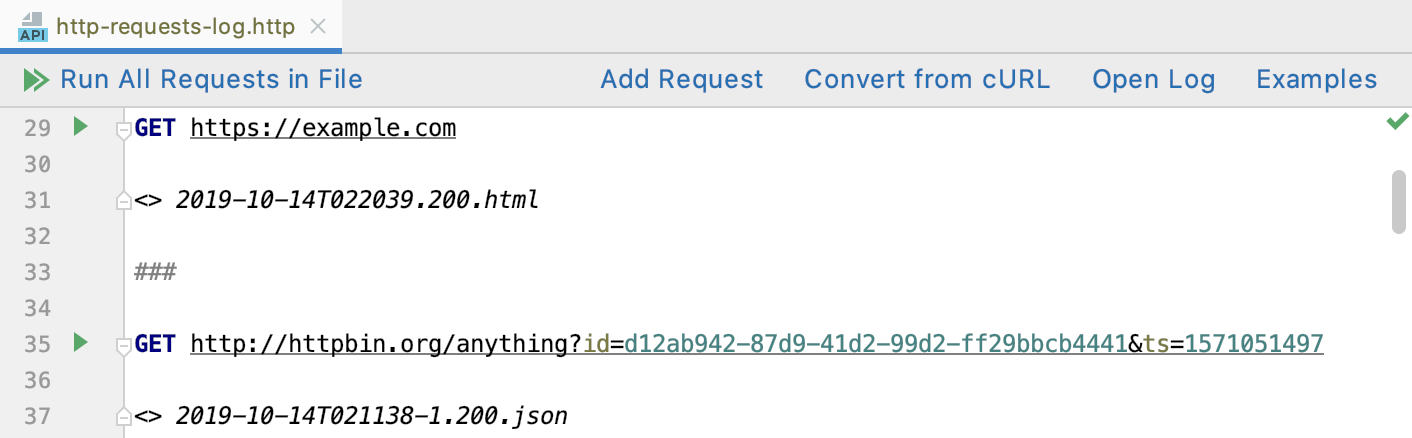 API http-requests-log.http
Run All Requests in File Add Request Convert from cURL Open Log Examples
29 GET https://example.com
30
31 <> 2019-10-14T022039.200.html
32
33 ###
34
35 GET http://httpbin.org/anything?id=d12ab942-87d9-41d2-99d2-ff29bbcb4441&ts=1571051497
36
37 <> 2019-10-14T021138-1.200.json